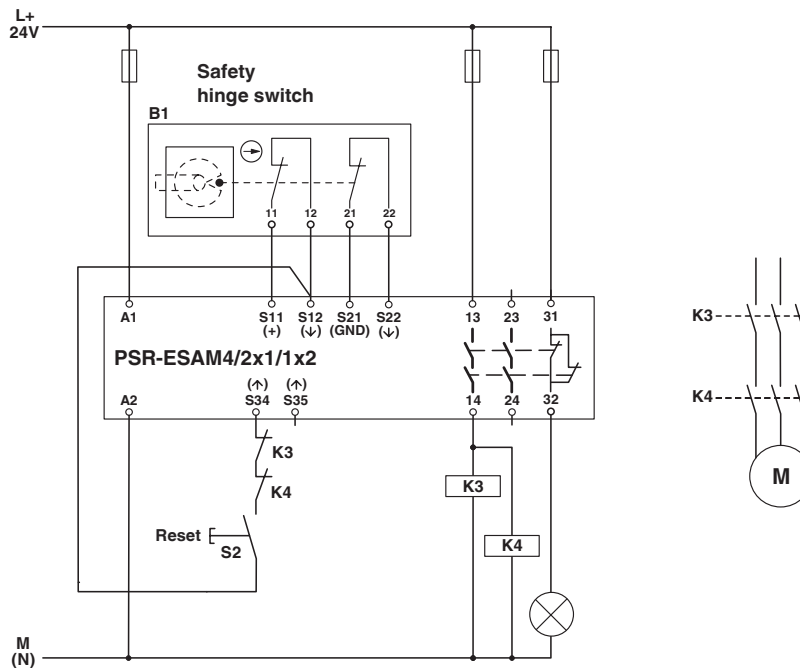 L+
24V
Safety
hinge switch
B1
11 12 21 22
A1 S11 S12 S21 S22 13 23 31
(+) (↓) (GND) (↓)
PSR-ESAM4/2x1/1x2
(↑) (↑)
A2 S34 S35 14 24 32
K3
K4
K3
K4
Reset
S2
M
(N)
K3
K4
M